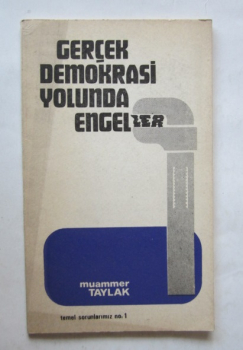 GERÇEK
DEMOKRASİ
YOLUNDA
ENGELLER
muammer
TAYLAK
temel sorunlarımız no. 1